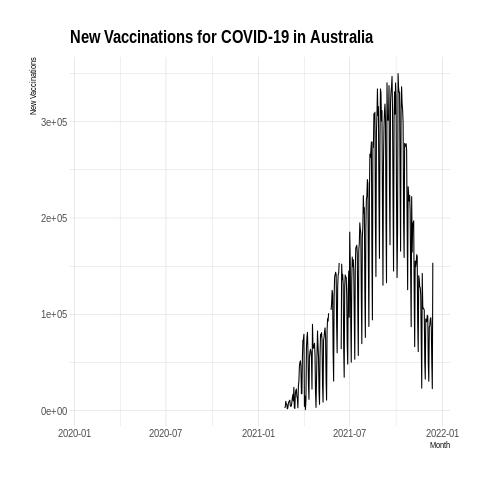 New Vaccinations for COVID-19 in Australia
New Vaccinations
3e+05
2e+05
1e+05
0e+00
2020-01 2020-07 2021-01 2021-07 2022-01
Month